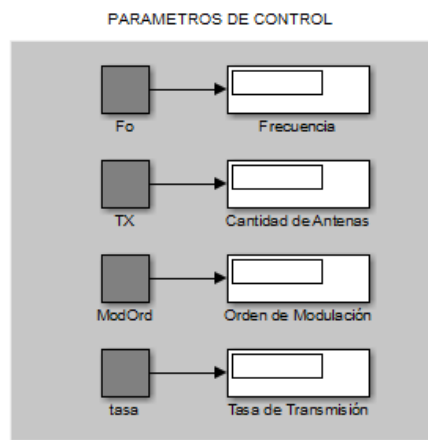 PARAMETROS DE CONTROL
Fo
Frecuencia
TX
Cantidad de Antenas
ModOrd
Orden de Modulación
tasa
Tasa de Transmisión